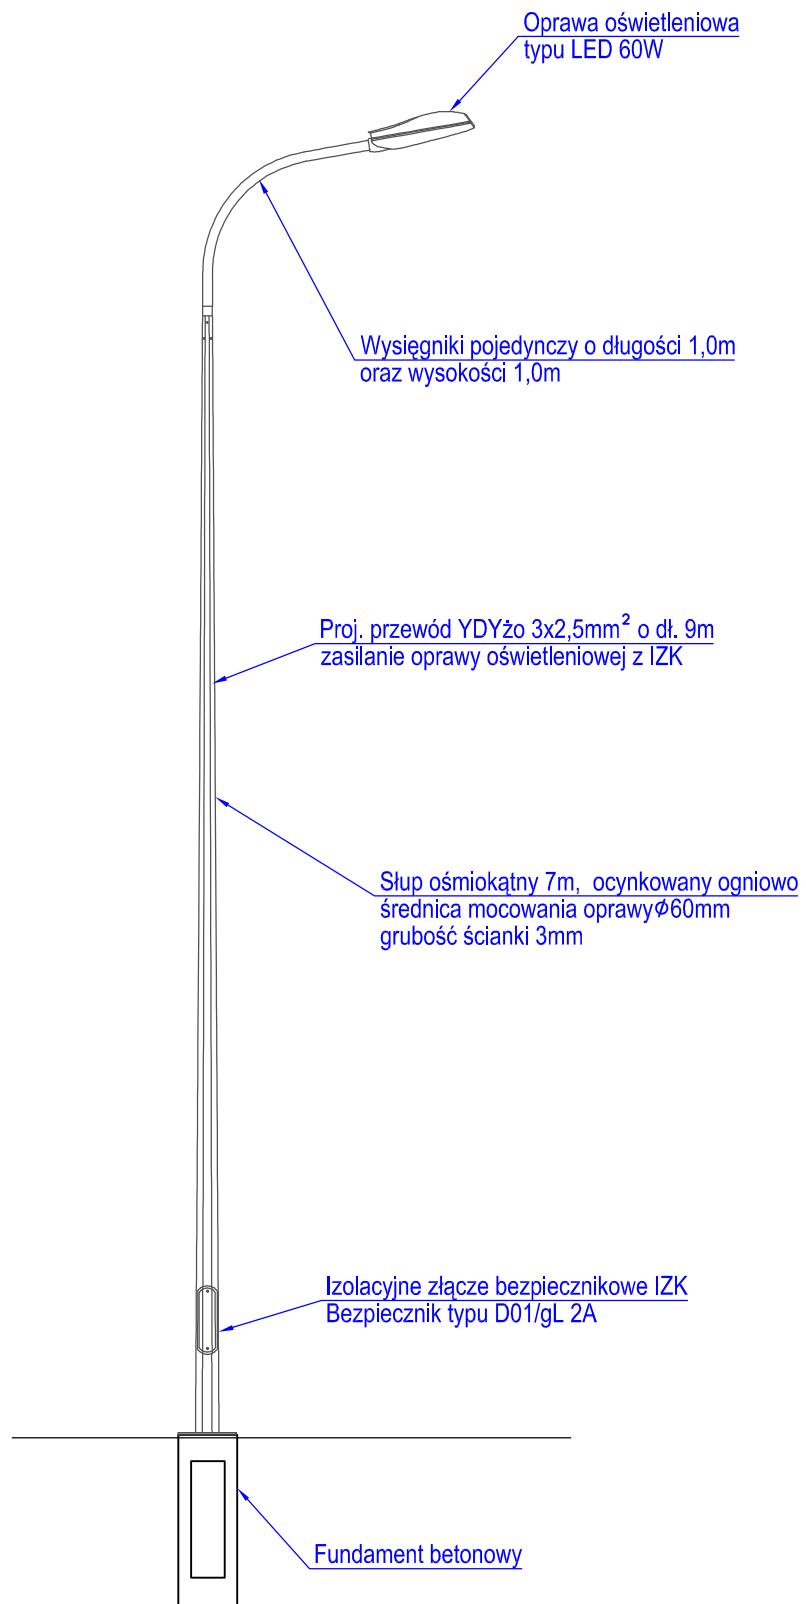 Oprawa oświetleniowa
typu LED 60W
Wysięgniki pojedynczy o długości 1,0m
oraz wysokości 1,0m
Proj. przewód YDYżo 3x2,5mm² o dł. 9m
zasilanie oprawy oświetleniowej z IZK
Słup ośmiokątny 7m, ocynkowany ogniowo
średnica mocowania oprawy⌀60mm
grubość ścianki 3mm
Izolacyjne złącze bezpiecznikowe IZK
Bezpiecznik typu D01/gL 2A
Fundament betonowy